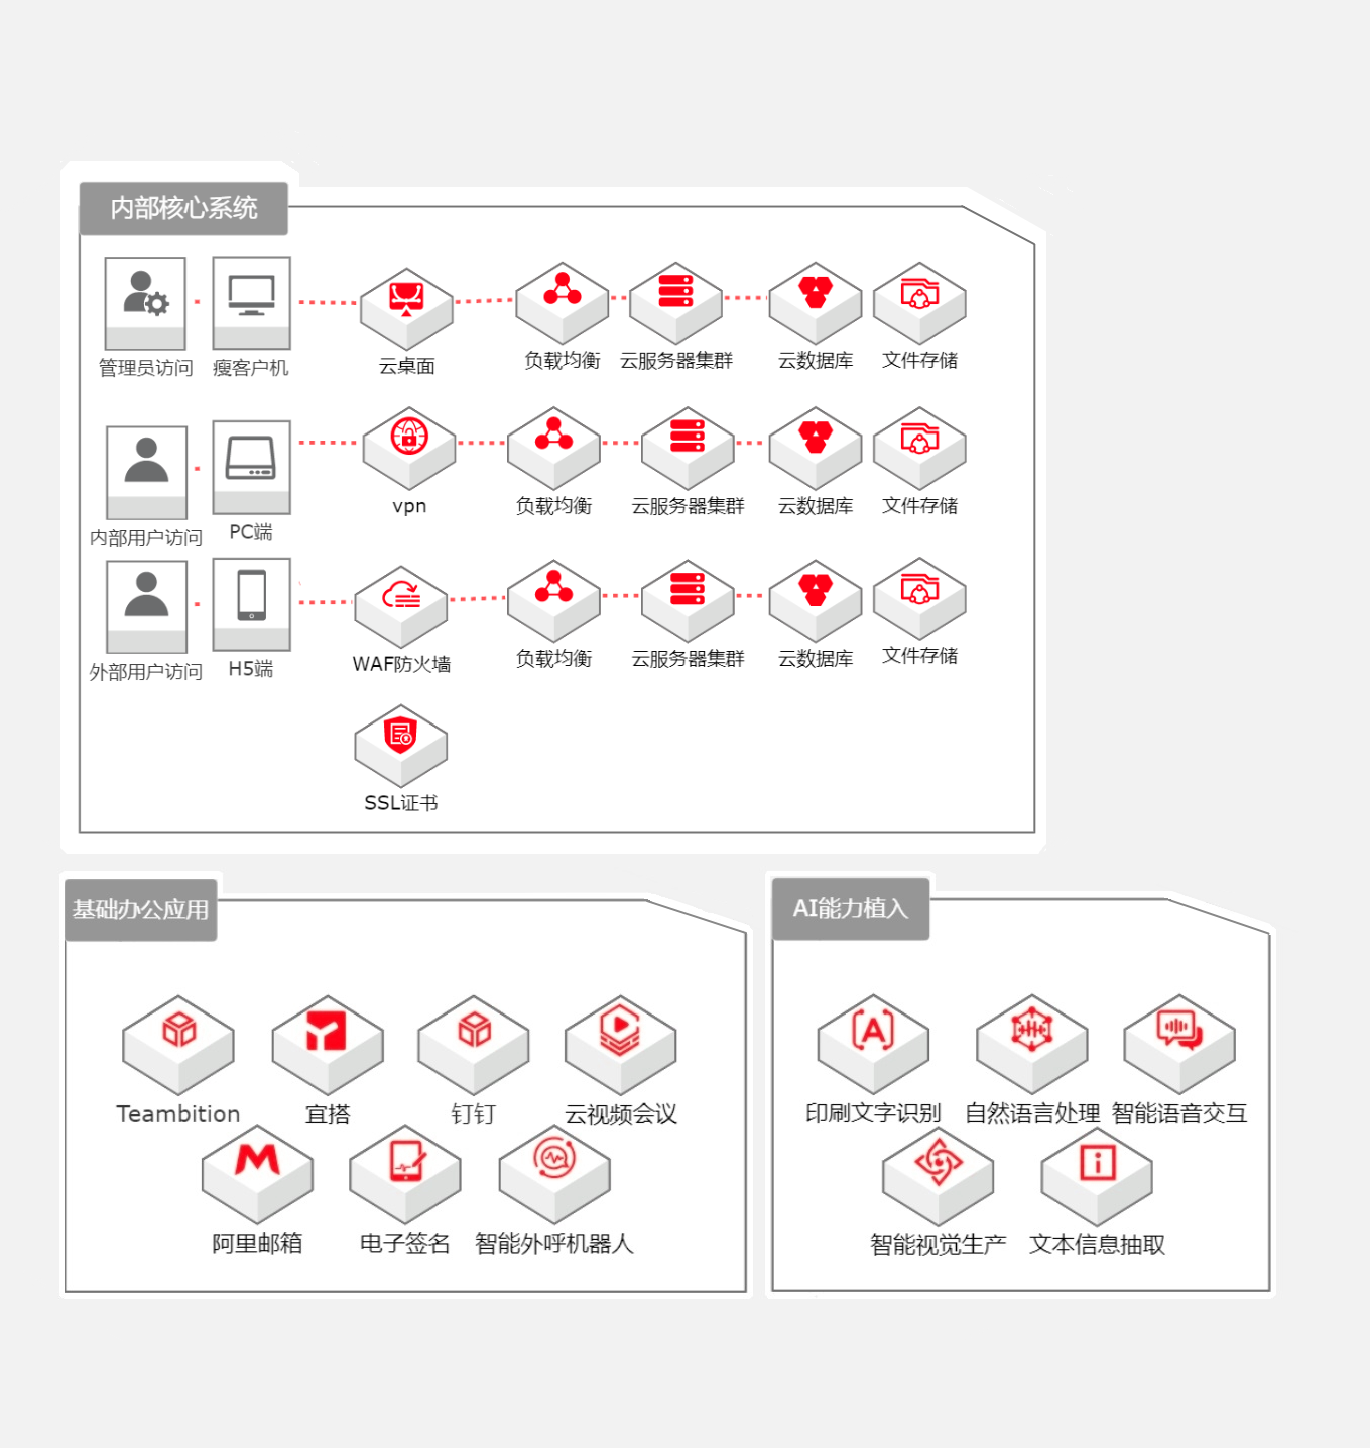 内部核心系统
管理员访问 瘦客户机 云桌面 负载均衡 云服务器集群 云数据库 文件存储
内部用户访问 PC端 vpn 负载均衡 云服务器集群 云数据库 文件存储
外部用户访问 H5端 WAF防火墙 负载均衡 云服务器集群 云数据库 文件存储
SSL证书
基础办公应用
Teambition 宜搭 钉钉 云视频会议
阿里邮箱 电子签名 智能外呼机器人
AI能力植入
印刷文字识别 自然语言处理 智能语音交互
智能视觉生产 文本信息抽取